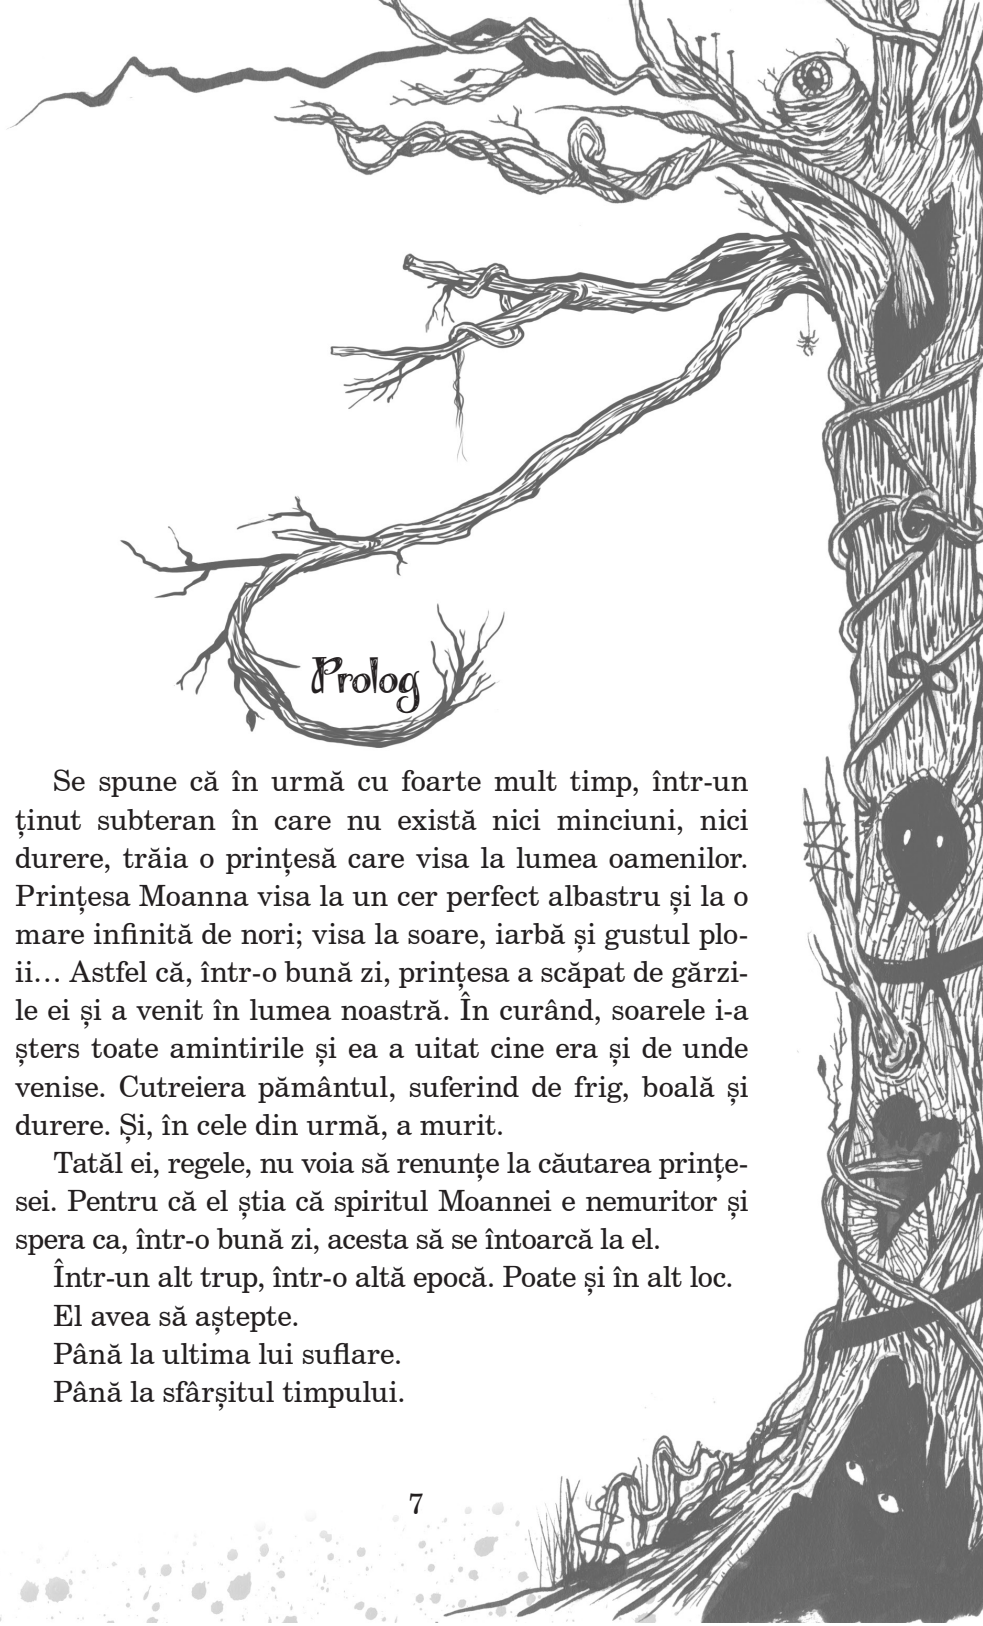 Prolog
Se spune că în urmă cu foarte mult timp, într-un
ținut subteran în care nu există nici minciuni, nici
durere, trăia o prințesă care visa la lumea oamenilor.
Prințesa Moanna visa la un cer perfect albastru și la o
mare infinită de nori; visa la soare, iarbă și gustul plo-
ii… Astfel că, într-o bună zi, prințesa a scăpat de gărzi-
le ei și a venit în lumea noastră. În curând, soarele i-a
șters toate amintirile și ea a uitat cine era și de unde
venise. Cutreiera pământul, suferind de frig, boală și
durere. Și, în cele din urmă, a murit.
Tatăl ei, regele, nu voia să renunțe la căutarea prințe-
sei. Pentru că el știa că spiritul Moannei e nemuritor și
spera ca, într-o bună zi, acesta să se întoarcă la el.
Într-un alt trup, într-o altă epocă. Poate și în alt loc.
El avea să aștepte.
Până la ultima lui suflare.
Până la sfârșitul timpului.
7